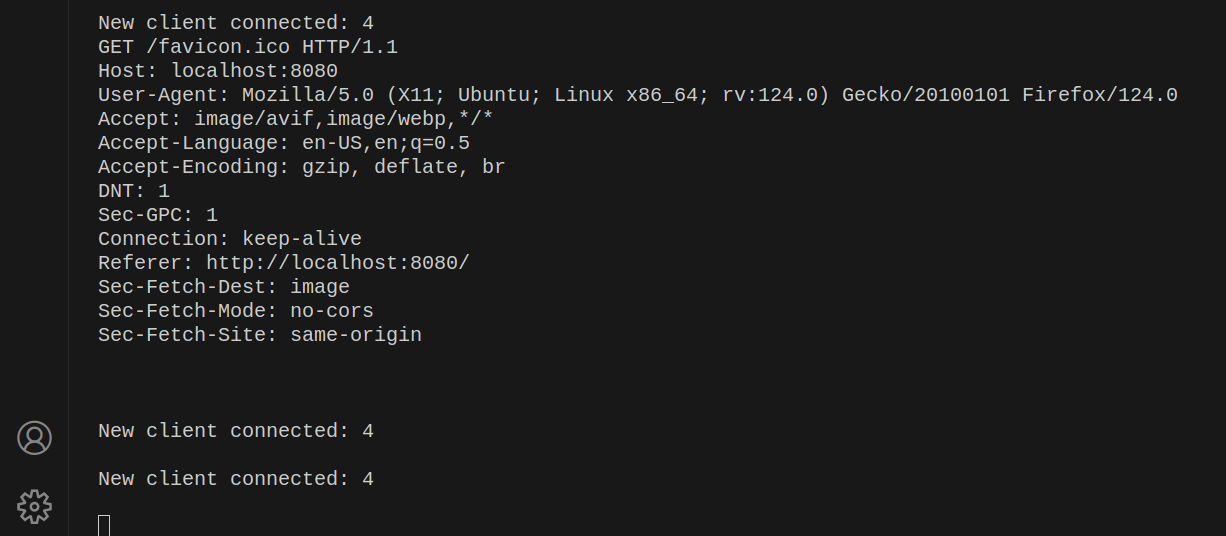 New client connected: 4
GET /favicon.ico HTTP/1.1
Host: localhost:8080
User-Agent: Mozilla/5.0 (X11; Ubuntu; Linux x86_64; rv:124.0) Gecko/20100101 Firefox/124.0
Accept: image/avif,image/webp,*/*
Accept-Language: en-US,en;q=0.5
Accept-Encoding: gzip, deflate, br
DNT: 1
Sec-GPC: 1
Connection: keep-alive
Referer: http://localhost:8080/
Sec-Fetch-Dest: image
Sec-Fetch-Mode: no-cors
Sec-Fetch-Site: same-origin
New client connected: 4
New client connected: 4